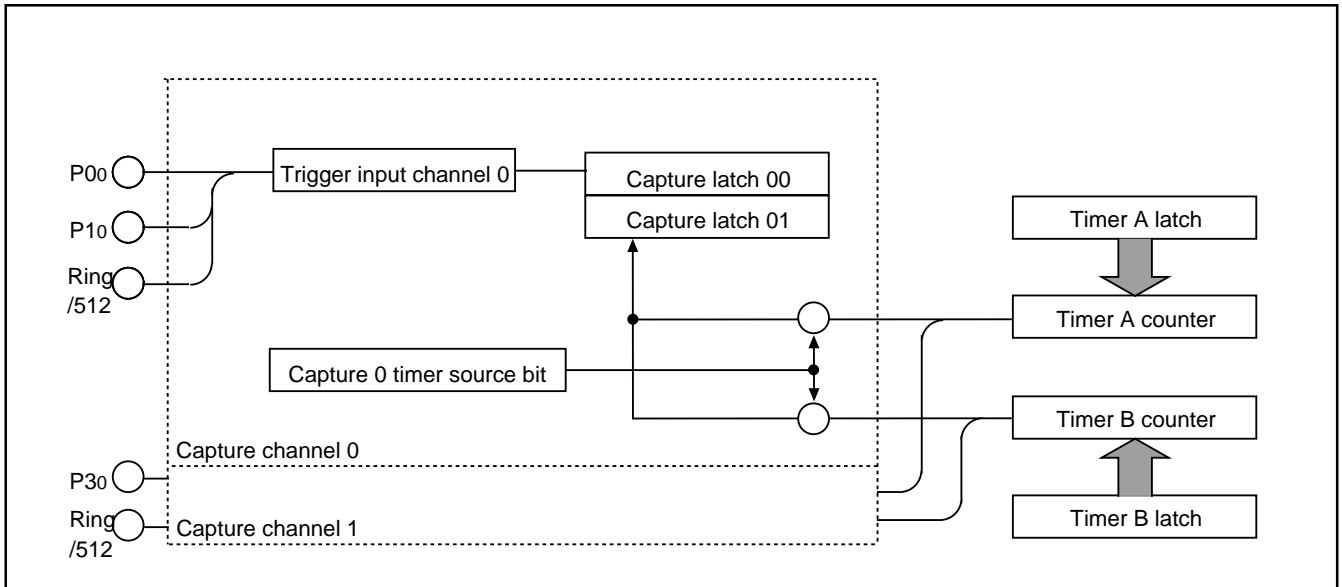 P00
Trigger input channel 0
Capture latch 00
Capture latch 01
P10
Ring
/512
Timer A latch
Timer A counter
Capture 0 timer source bit
Timer B counter
Capture channel 0
P30
Ring
/512
Capture channel 1
Timer B latch